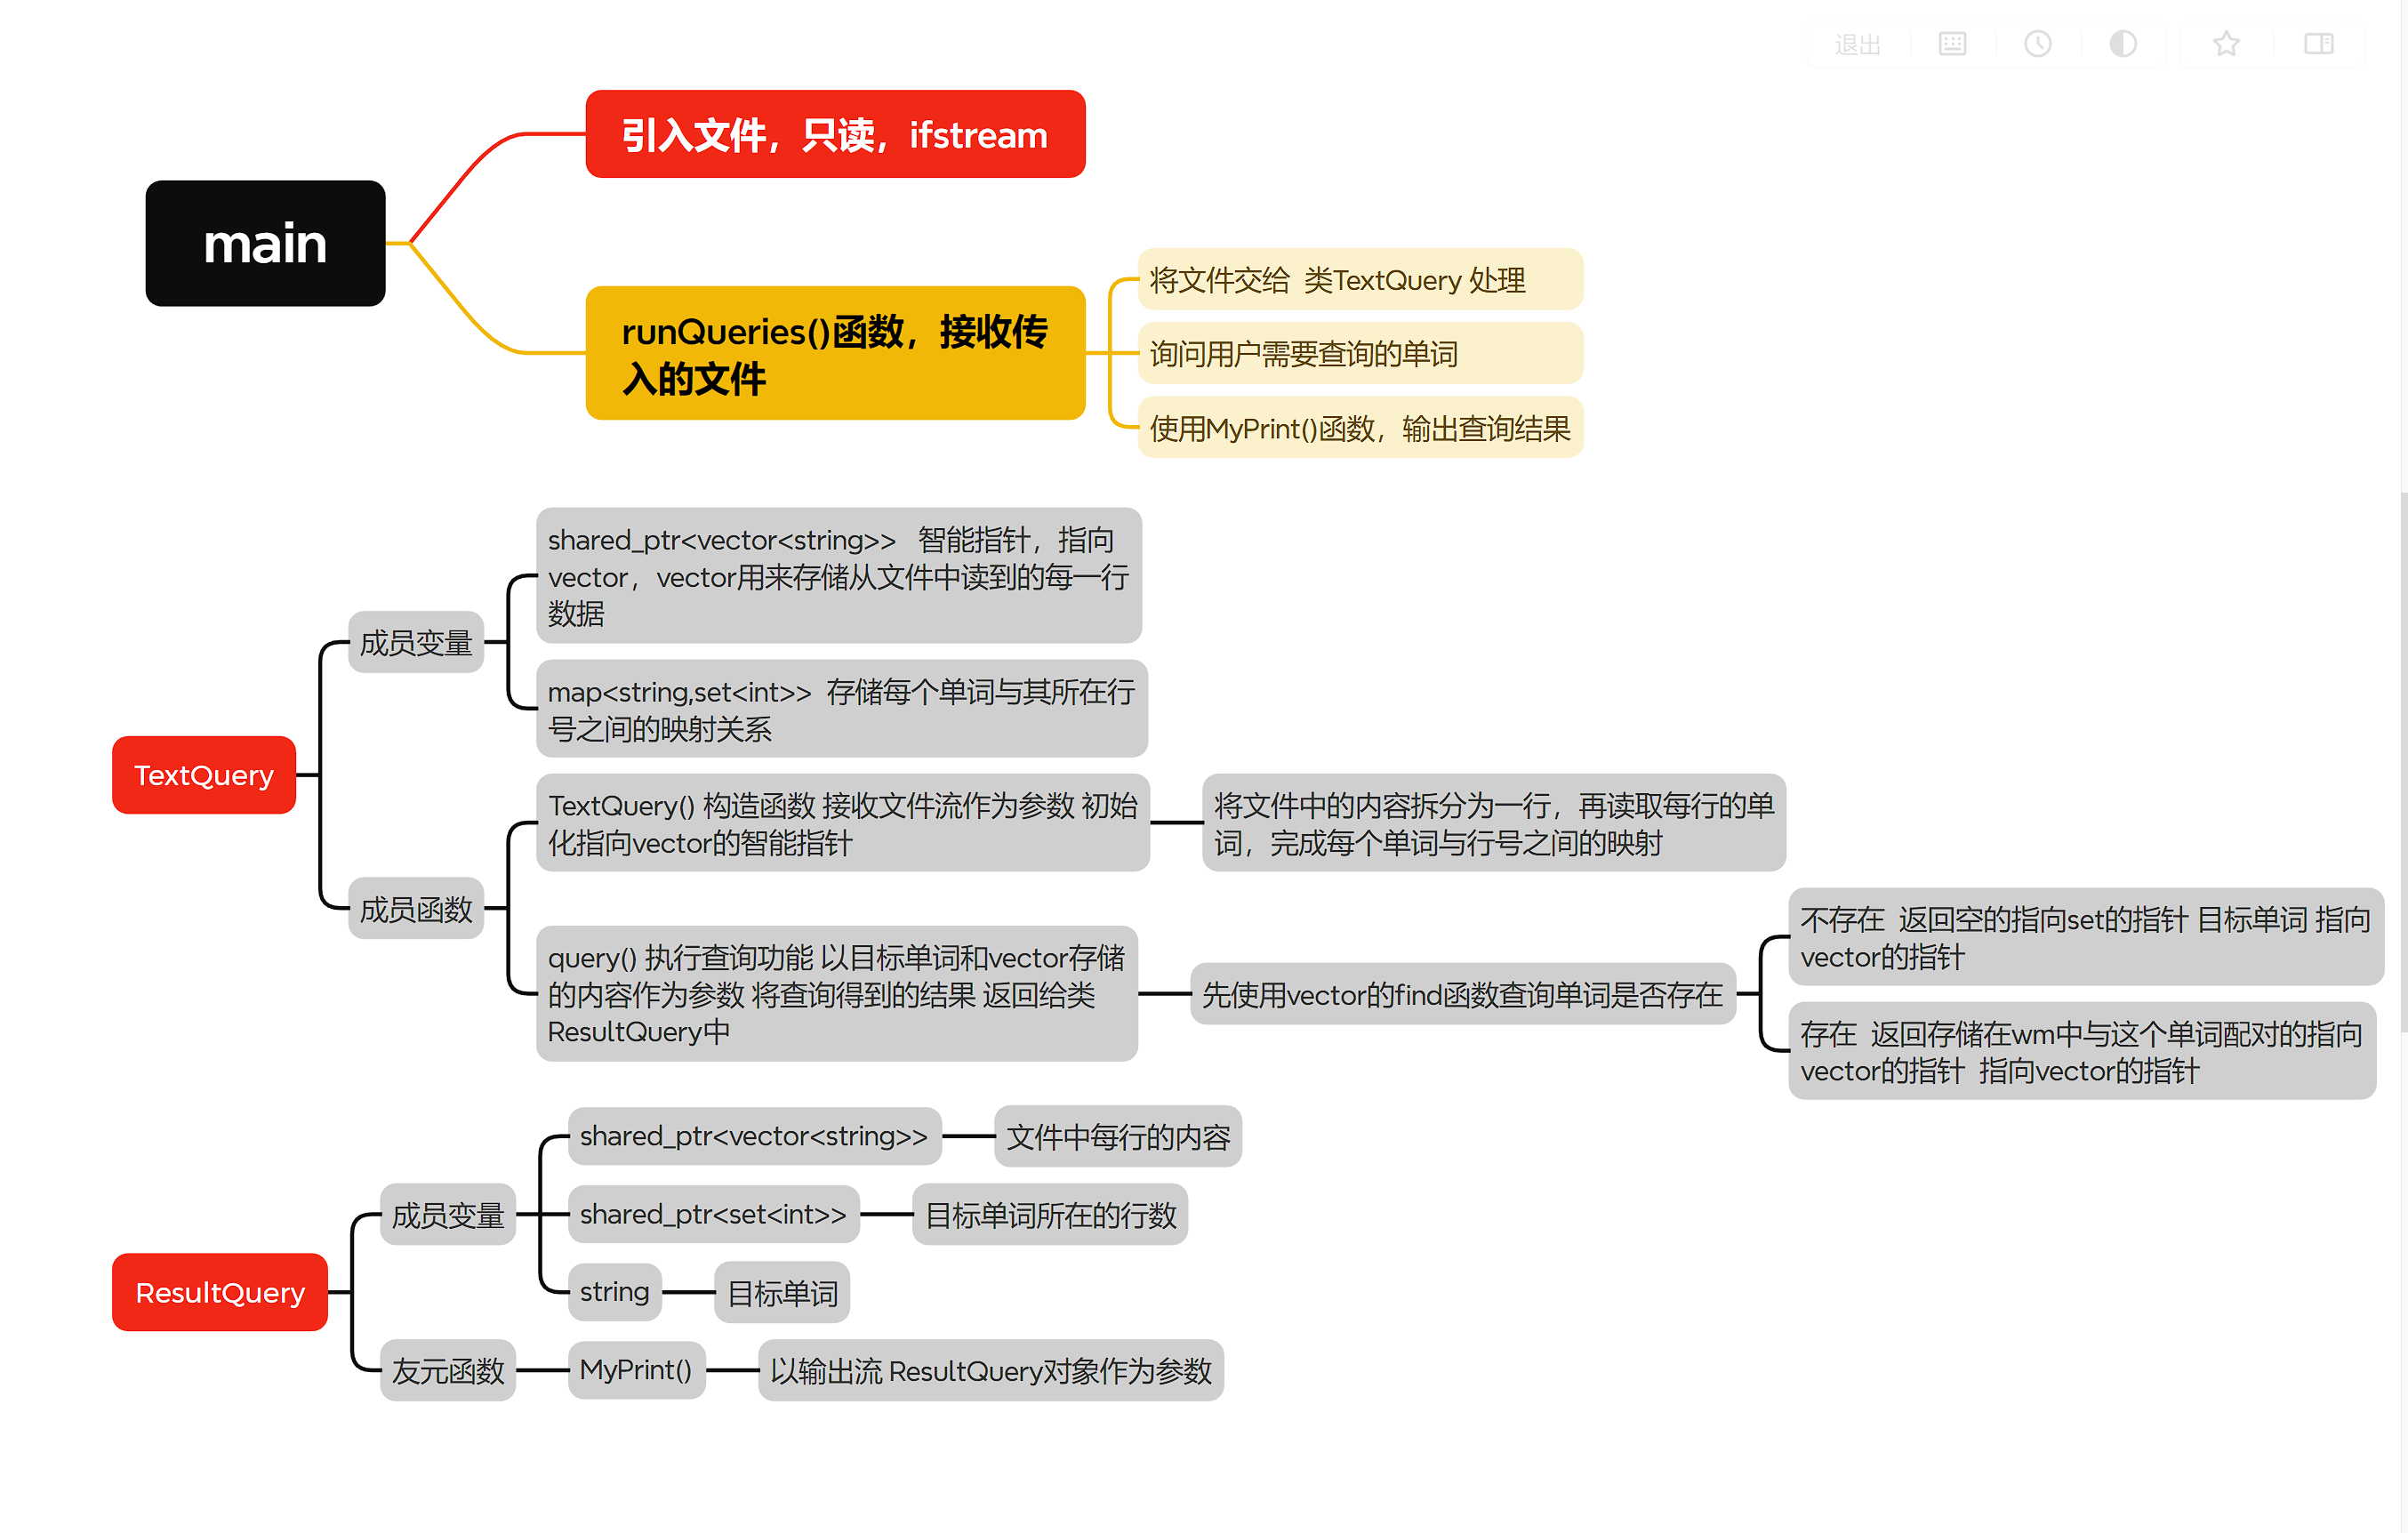 退出
引入文件，只读，ifstream
main
runQueries()函数，接收传
入的文件
将文件交给 类TextQuery 处理
询问用户需要查询的单词
使用MyPrint()函数，输出查询结果
TextQuery
成员变量
shared_ptr<vector<string>> 智能指针，指向
vector，vector用来存储从文件中读到的每一行
数据
map<string,set<int>> 存储每个单词与其所在行
号之间的映射关系
成员函数
TextQuery() 构造函数 接收文件流作为参数 初始
化指向vector的智能指针
将文件中的内容拆分为一行，再读取每行的单
词，完成每个单词与行号之间的映射
query() 执行查询功能 以目标单词和vector存储
的内容作为参数 将查询得到的结果 返回给类
ResultQuery中
先使用vector的find函数查询单词是否存在
不存在 返回空的指向set的指针 目标单词 指向
vector的指针
存在 返回存储在wm中与这个单词配对的指向
vector的指针 指向vector的指针
ResultQuery
成员变量
shared_ptr<vector<string>>
文件中每行的内容
shared_ptr<set<int>>
目标单词所在的行数
string
目标单词
友元函数
MyPrint()
以输出流 ResultQuery对象作为参数